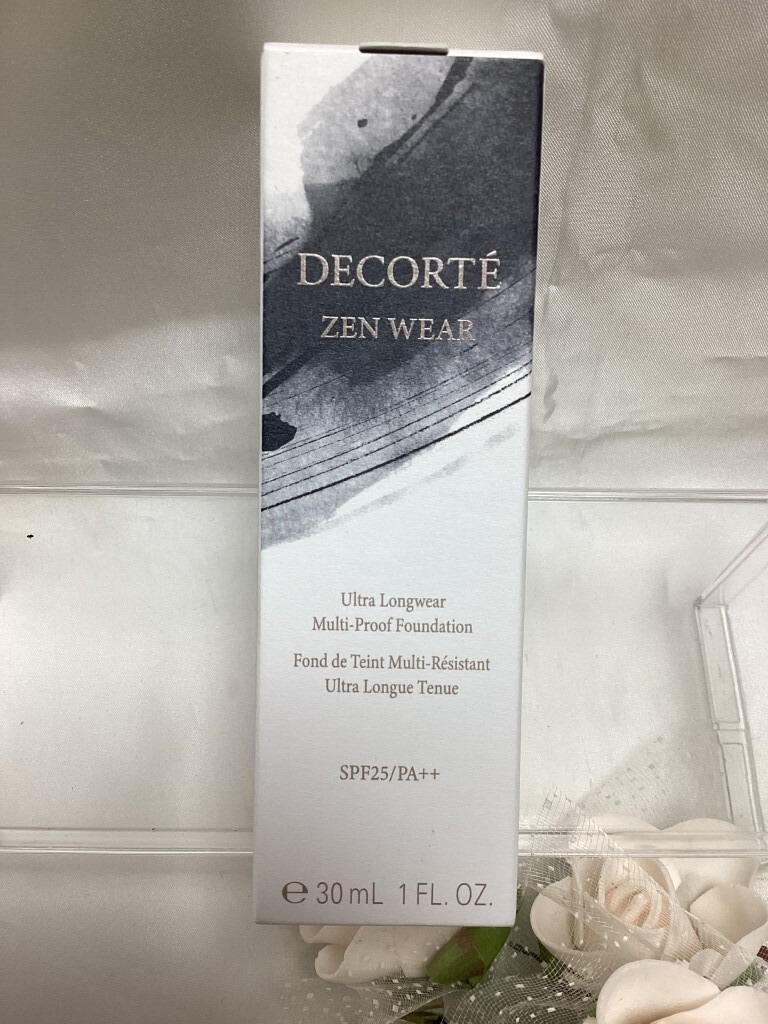 DECORTÉ
ZEN WEAR
Ultra Longwear
Multi-Proof Foundation
Fond de Teint Multi-Résistant
Ultra Longue Tenue
SPF25/PA++
℮ 30 mL 1 FL. OZ.